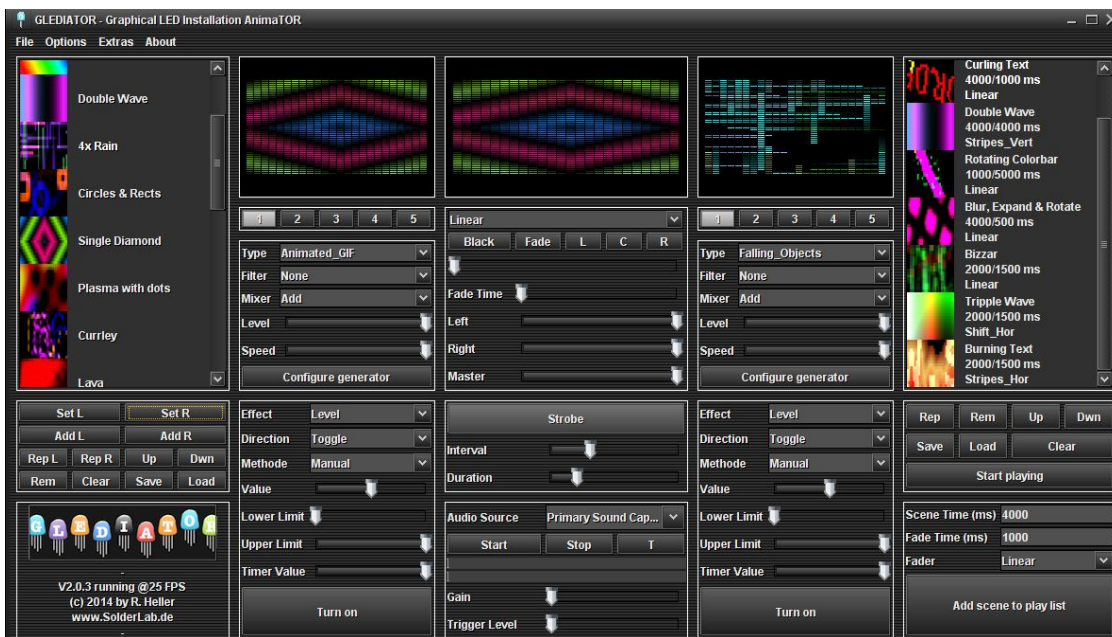 GLEDIATOR - Graphical LED Installation AnimaTOR
File Options Extras About
Double Wave
4x Rain
Circles & Rects
Single Diamond
Plasma with dots
Currley
Lava
Set L Set R
Add L Add R
Rep L Rep R Up Dwn
Rem Clear Save Load
GLEDIATOR
V2.0.3 running @25 FPS
(c) 2014 by R. Heller
www.SolderLab.de
1 2 3 4 5
Type Animated_GIF
Filter None
Mixer Add
Level
Speed
Configure generator
Effect Level
Direction Toggle
Methode Manual
Value
Lower Limit
Upper Limit
Timer Value
Turn on
Linear
Black Fade L C R
Fade Time
Left
Right
Master
Strobe
Interval
Duration
Audio Source Primary Sound Cap...
Start Stop T
Gain
Trigger Level
1 2 3 4 5
Type Falling_Objects
Filter None
Mixer Add
Level
Speed
Configure generator
Effect Level
Direction Toggle
Methode Manual
Value
Lower Limit
Upper Limit
Timer Value
Turn on
Curling Text
4000/1000 ms
Linear
Double Wave
4000/4000 ms
Stripes_Vert
Rotating Colorbar
1000/5000 ms
Linear
Blur, Expand & Rotate
4000/500 ms
Linear
Bizzar
2000/1500 ms
Linear
Tripple Wave
2000/1500 ms
Shift_Hor
Burning Text
2000/1500 ms
Stripes_Hor
Rep Rem Up Dwn
Save Load Clear
Start playing
Scene Time (ms) 4000
Fade Time (ms) 1000
Fader Linear
Add scene to play list